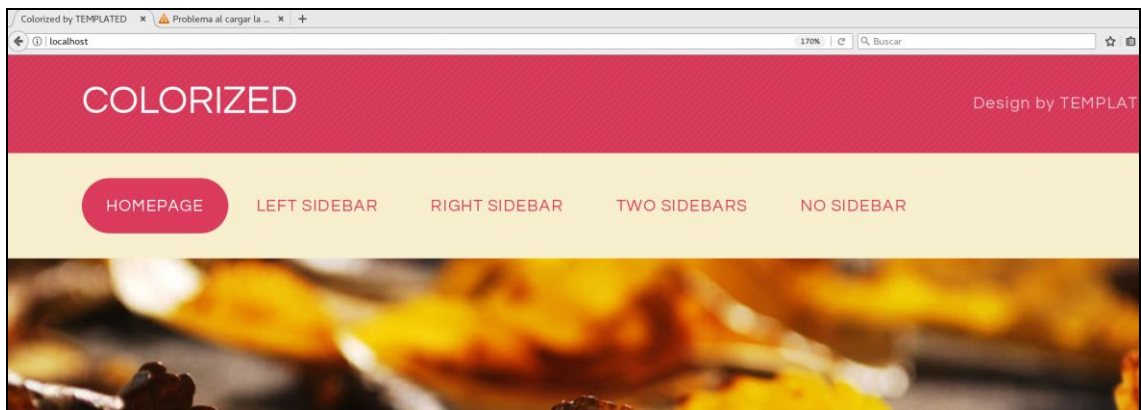 Colorized by TEMPLATED × Problema al cargar la ... × +
localhost 170% Buscar
COLORIZED
Design by TEMPLAT
HOMEPAGE LEFT SIDEBAR RIGHT SIDEBAR TWO SIDEBARS NO SIDEBAR